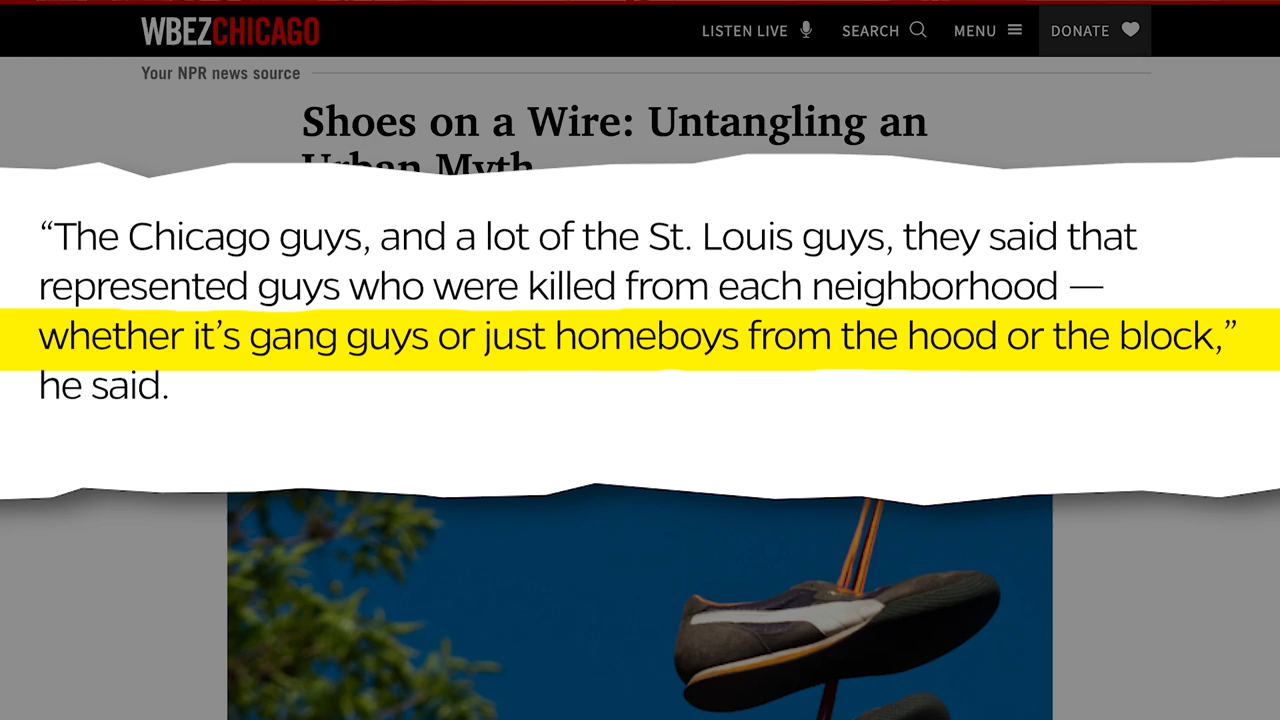 WBEZCHICAGO
LISTEN LIVE SEARCH MENU DONATE
Your NPR news source
Shoes on a Wire: Untangling an
Urban Myth
“The Chicago guys, and a lot of the St. Louis guys, they said that
represented guys who were killed from each neighborhood —
whether it’s gang guys or just homeboys from the hood or the block,”
he said.